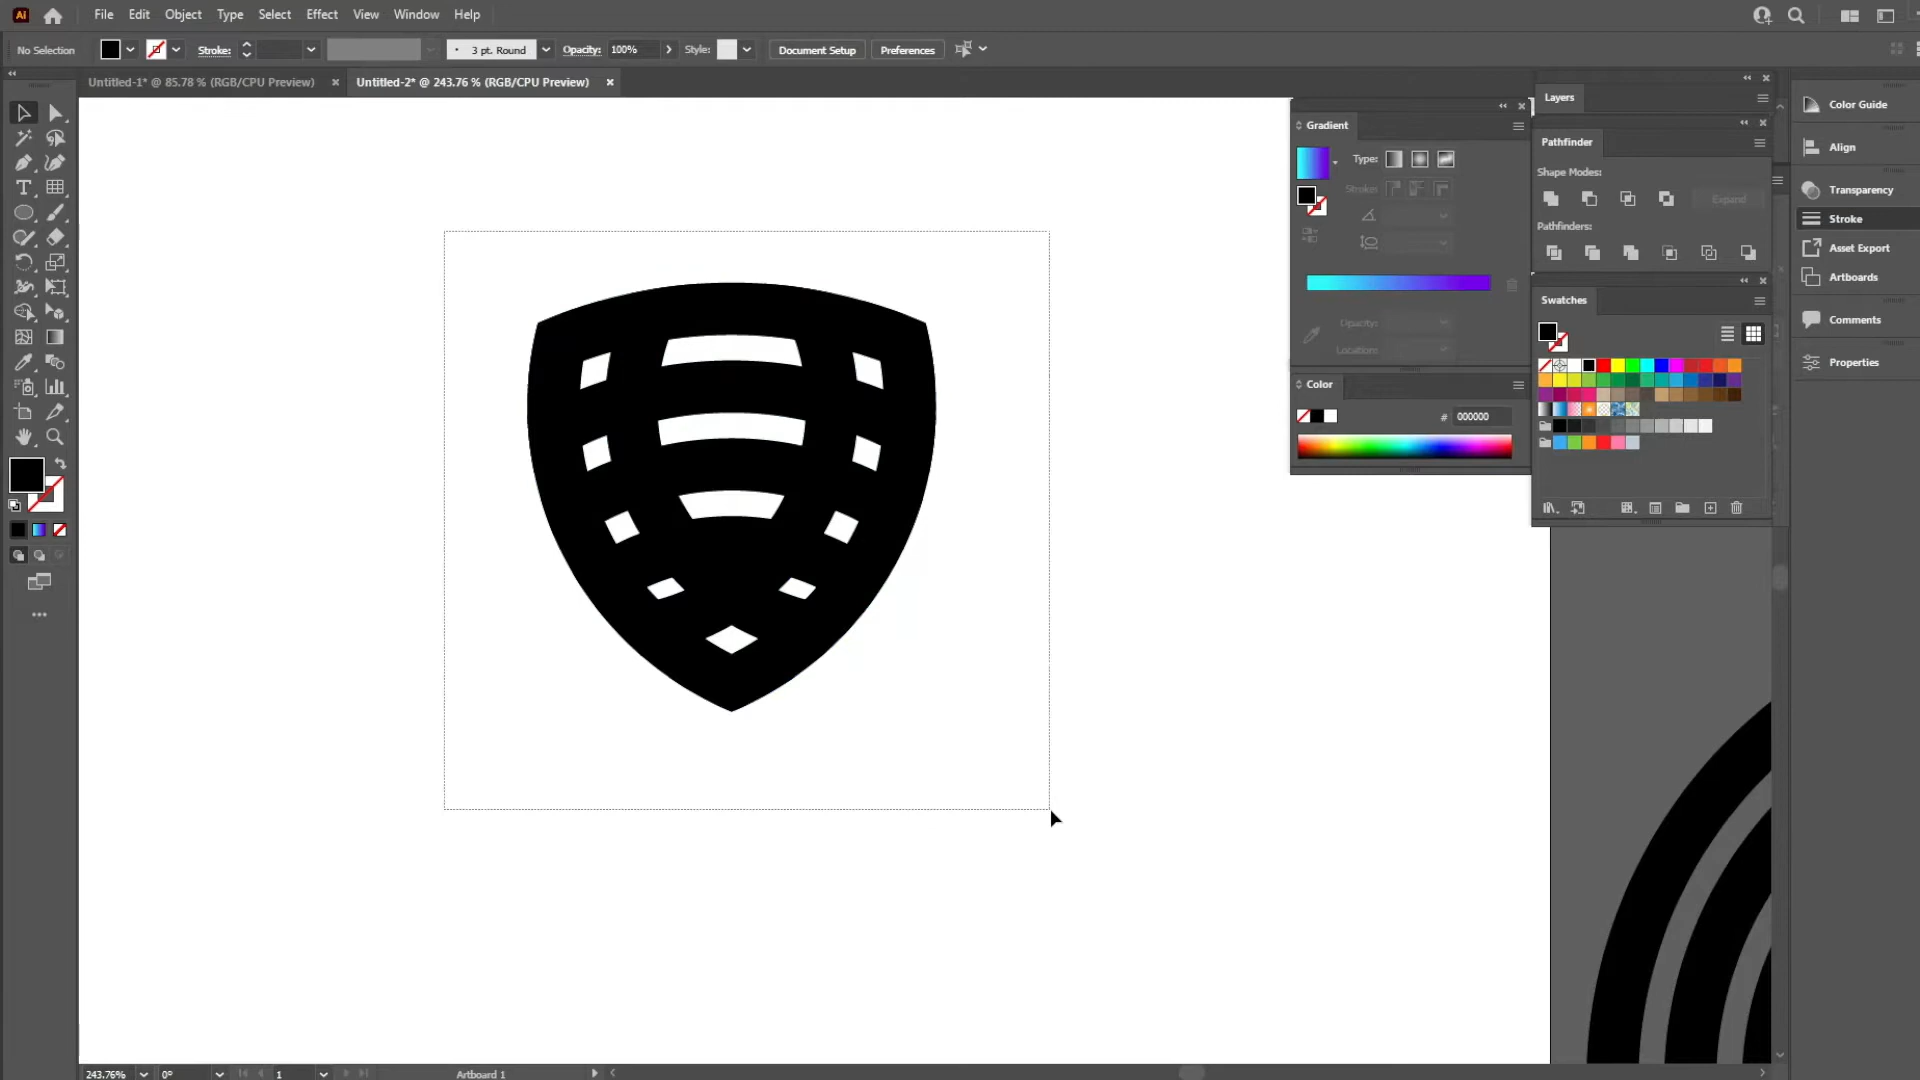 Ai File Edit Object Type Select Effect View Window Help
No Selection Stroke: 3 pt. Round Opacity: 100% Style: Document Setup Preferences
Untitled-1* @ 85.78 % (RGB/CPU Preview) Untitled-2* @ 243.76 % (RGB/CPU Preview)
Layers
Color Guide
Gradient
Pathfinder
Align
Type:
Shape Modes:
Stroke:
Transparency
Expand
Stroke
Pathfinders:
Asset Export
Artboards
Swatches
Comments
Opacity:
Location:
Properties
Color
# 000000
243.76% 0° 1 Artboard 1